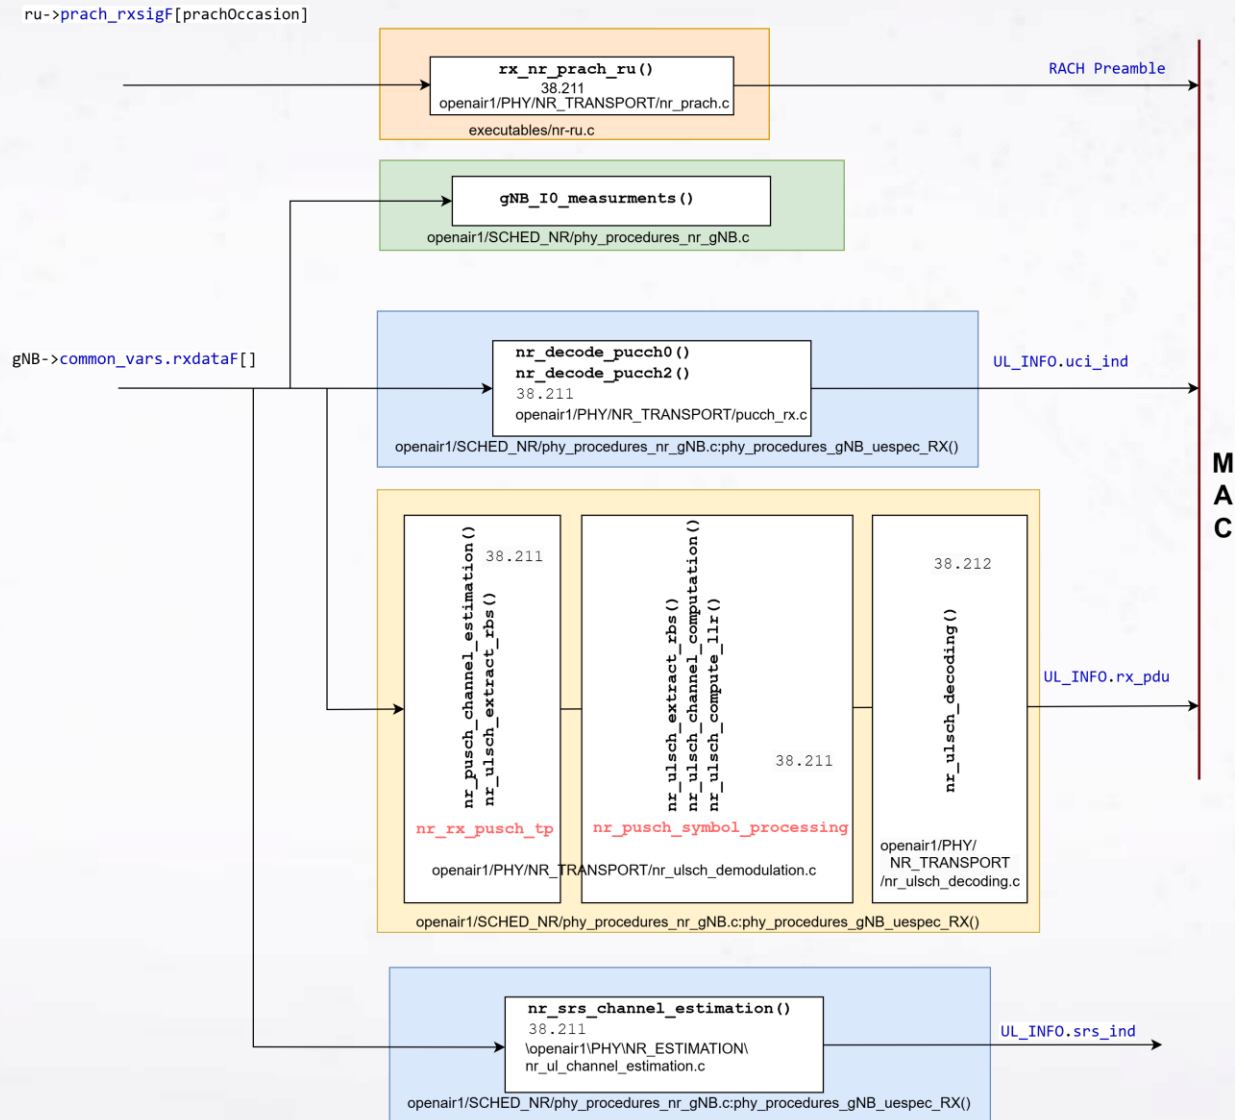 ru->prach_rxsigF[prachOccasion]
rx_nr_prach_ru()
38.211
openair1/PHY/NR_TRANSPORT/nr_prach.c
executables/nr-ru.c
RACH Preamble
gNB_I0_measurments()
openair1/SCHED_NR/phy_procedures_nr_gNB.c
gNB->common_vars.rxdataF[]
nr_decode_pucch0()
nr_decode_pucch2()
38.211
openair1/PHY/NR_TRANSPORT/pucch_rx.c
openair1/SCHED_NR/phy_procedures_nr_gNB.c:phy_procedures_gNB_uespec_RX()
UL_INFO.uci_ind
M
A
C
nr_pusch_channel_estimation()
nr_ulsch_extract_rbs()
38.211
nr_rx_pusch_tp
nr_ulsch_extract_rbs()
nr_ulsch_channel_computation()
nr_ulsch_compute_llr()
38.211
nr_pusch_symbol_processing
openair1/PHY/NR_TRANSPORT/nr_ulsch_demodulation.c
38.212
nr_ulsch_decoding()
openair1/PHY/
NR_TRANSPORT
/nr_ulsch_decoding.c
openair1/SCHED_NR/phy_procedures_nr_gNB.c:phy_procedures_gNB_uespec_RX()
UL_INFO.rx_pdu
nr_srs_channel_estimation()
38.211
\openair1\PHY\NR_ESTIMATION\
nr_ul_channel_estimation.c
openair1/SCHED_NR/phy_procedures_nr_gNB.c:phy_procedures_gNB_uespec_RX()
UL_INFO.srs_ind